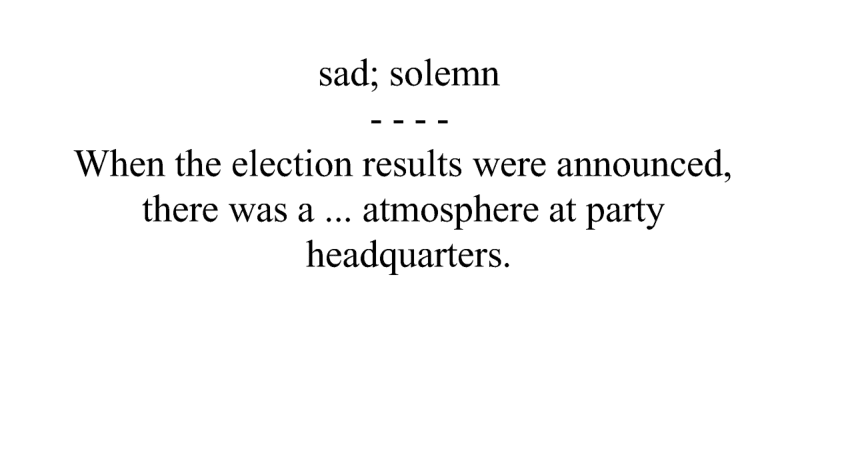 sad; solemn
- - - -
When the election results were announced,
there was a ... atmosphere at party
headquarters.